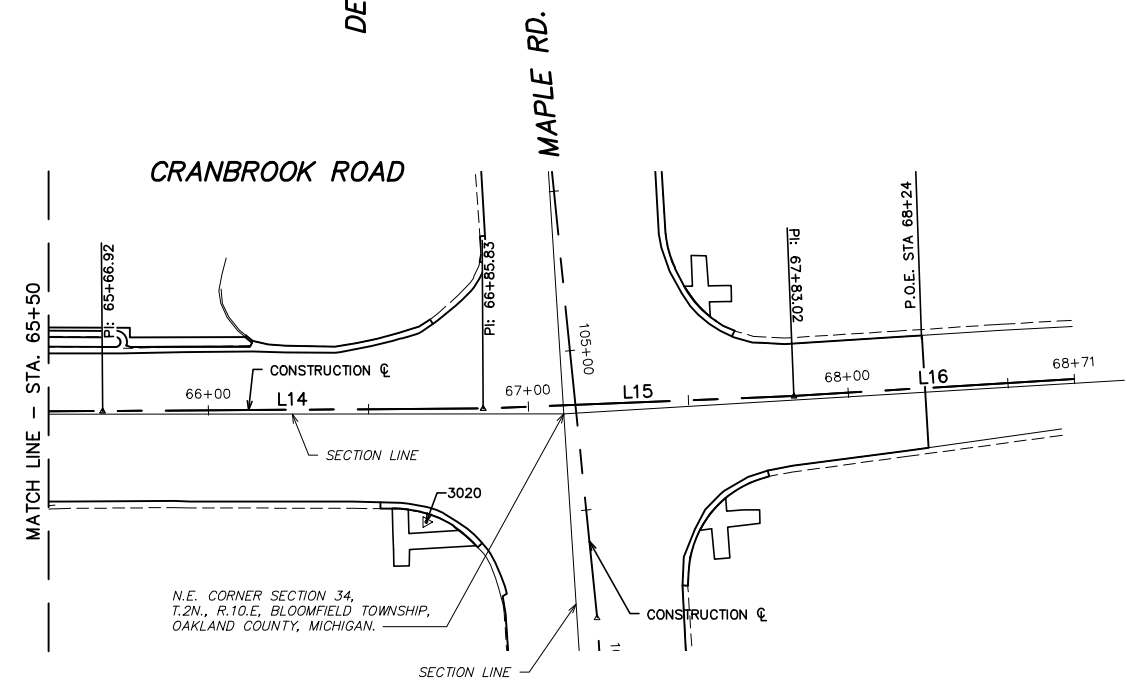 DE
MAPLE RD.
CRANBROOK ROAD
MATCH LINE - STA. 65+50
PI: 65+66.92
PI: 66+85.83
PI: 67+83.02
P.O.E. STA 68+24
105+00
CONSTRUCTION ℄
66+00
L14
67+00
L15
68+00
L16
68+71
SECTION LINE
3020
N.E. CORNER SECTION 34,
T.2N., R.10.E, BLOOMFIELD TOWNSHIP,
OAKLAND COUNTY, MICHIGAN.
CONSTRUCTION ℄
SECTION LINE